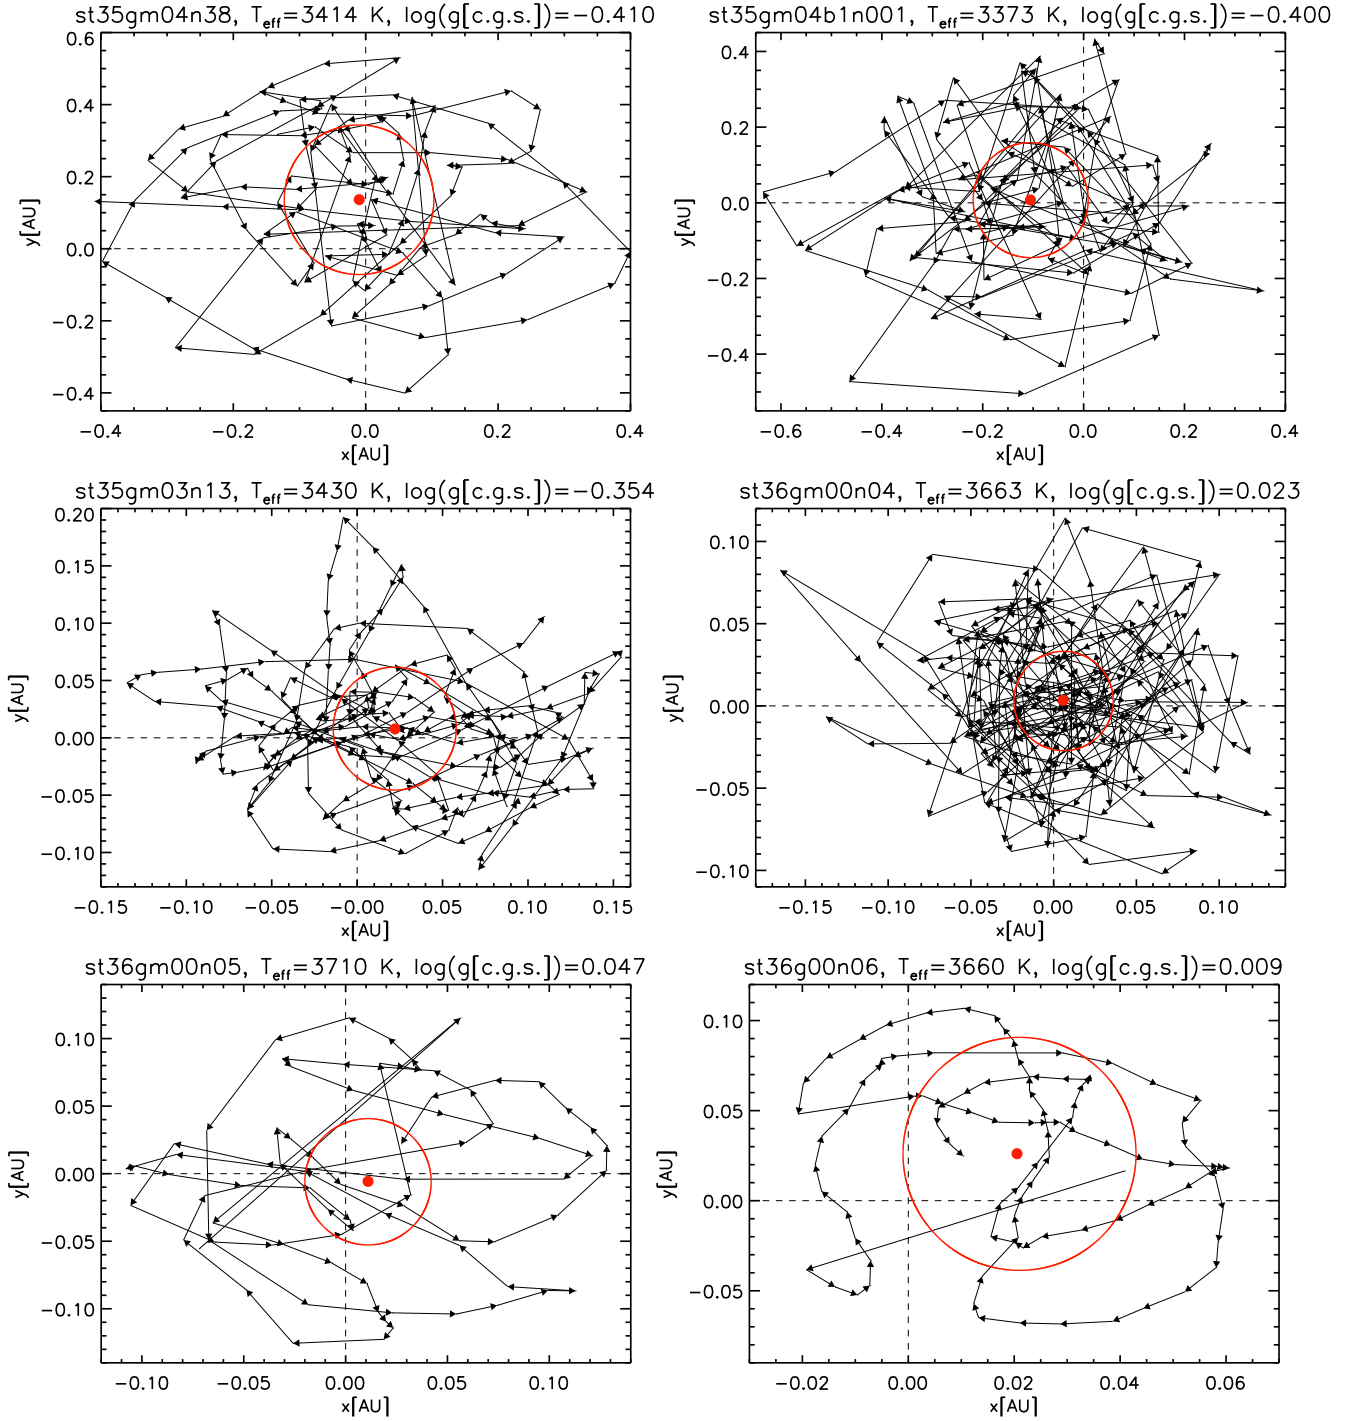 st35gm04n38, Teff=3414 K, log(g[c.g.s.])=−0.410
0.6
0.4
0.2
0.0
−0.2
−0.4
y[AU]
−0.4 −0.2 0.0 0.2 0.4
x[AU]
st35gm04b1n001, Teff=3373 K, log(g[c.g.s.])=−0.400
0.4
0.2
0.0
−0.2
−0.4
y[AU]
−0.6 −0.4 −0.2 0.0 0.2 0.4
x[AU]
st35gm03n13, Teff=3430 K, log(g[c.g.s.])=−0.354
0.20
0.15
0.10
0.05
0.00
−0.05
−0.10
y[AU]
−0.15 −0.10 −0.05 −0.00 0.05 0.10 0.15
x[AU]
st36gm00n04, Teff=3663 K, log(g[c.g.s.])=0.023
0.10
0.05
0.00
−0.05
−0.10
y[AU]
−0.15 −0.10 −0.05 0.00 0.05 0.10
x[AU]
st36gm00n05, Teff=3710 K, log(g[c.g.s.])=0.047
0.10
0.05
0.00
−0.05
−0.10
y[AU]
−0.10 −0.05 0.00 0.05 0.10
x[AU]
st36g00n06, Teff=3660 K, log(g[c.g.s.])=0.009
0.10
0.05
0.00
−0.05
y[AU]
−0.02 0.00 0.02 0.04 0.06
x[AU]